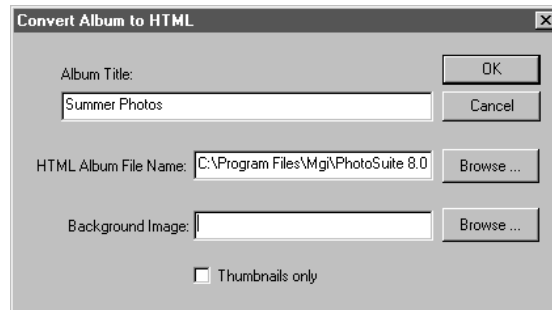 Convert Album to HTML
Album Title:
OK
Summer Photos
Cancel
HTML Album File Name: C:\Program Files\Mgi\PhotoSuite 8.0 Browse ...
Background Image: Browse ...
Thumbnails only